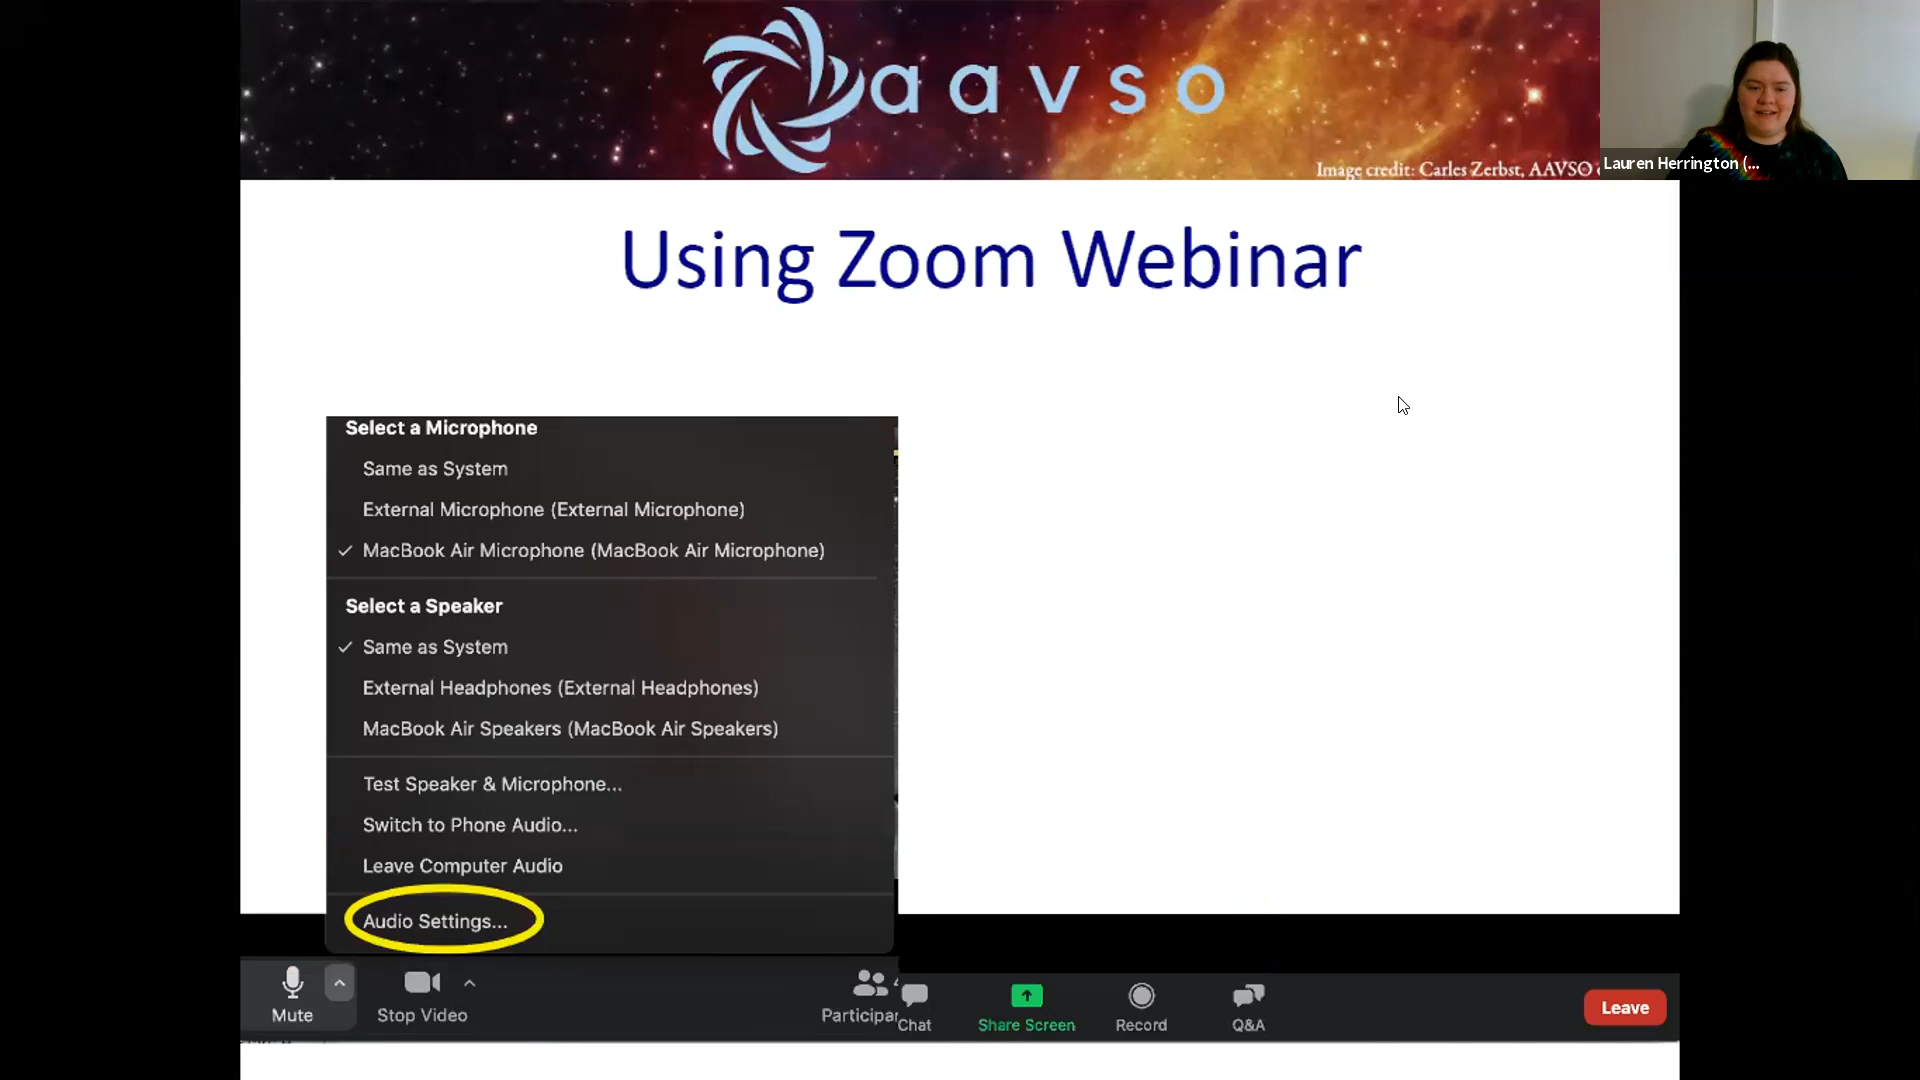 aavso
Image credit: Carles Zerbst, AAVSO
Lauren Herrington (...
Using Zoom Webinar
Select a Microphone
Same as System
External Microphone (External Microphone)
✓ MacBook Air Microphone (MacBook Air Microphone)
Select a Speaker
✓ Same as System
External Headphones (External Headphones)
MacBook Air Speakers (MacBook Air Speakers)
Test Speaker & Microphone...
Switch to Phone Audio...
Leave Computer Audio
Audio Settings...
Mute
Stop Video
Participa
Chat
Share Screen
Record
Q&A
Leave